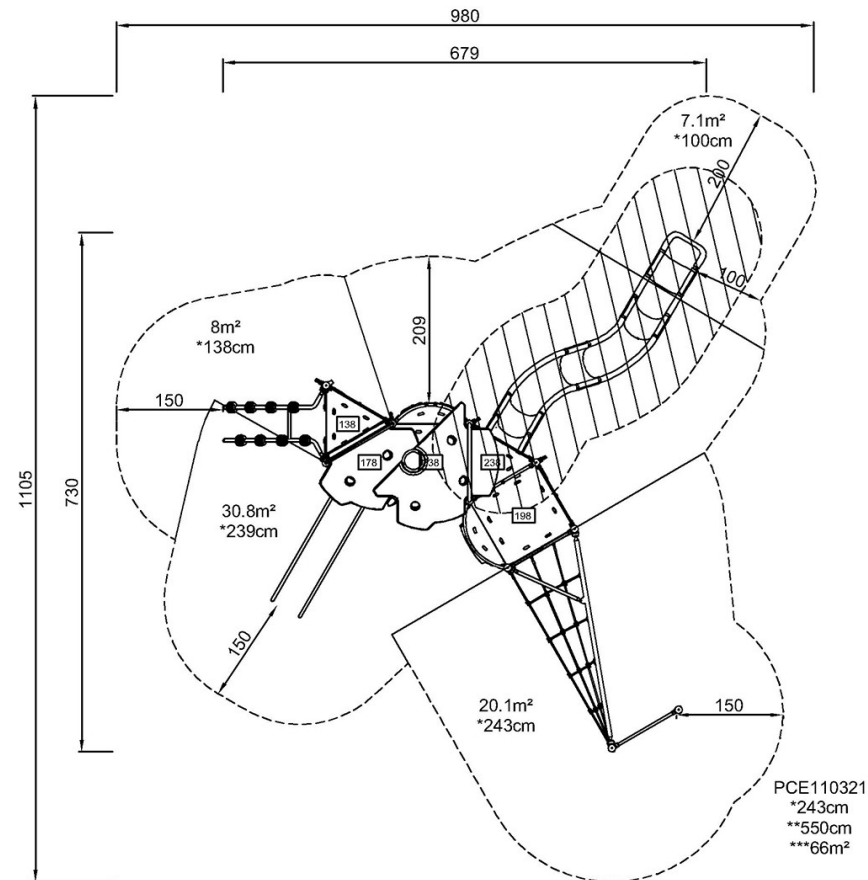 980
679
7.1m²
*100cm
200
100
1105
730
209
8m²
*138cm
150
138
178
238
238
198
30.8m²
*239cm
150
20.1m²
*243cm
150
PCE110321
*243cm
**550cm
***66m²